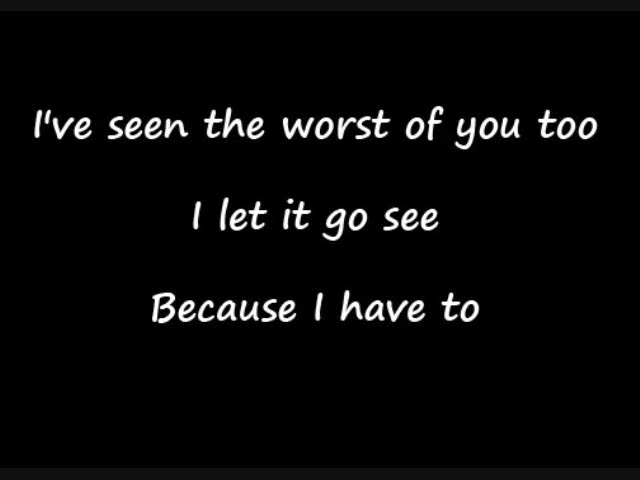 I've seen the worst of you too
I let it go see
Because I have to